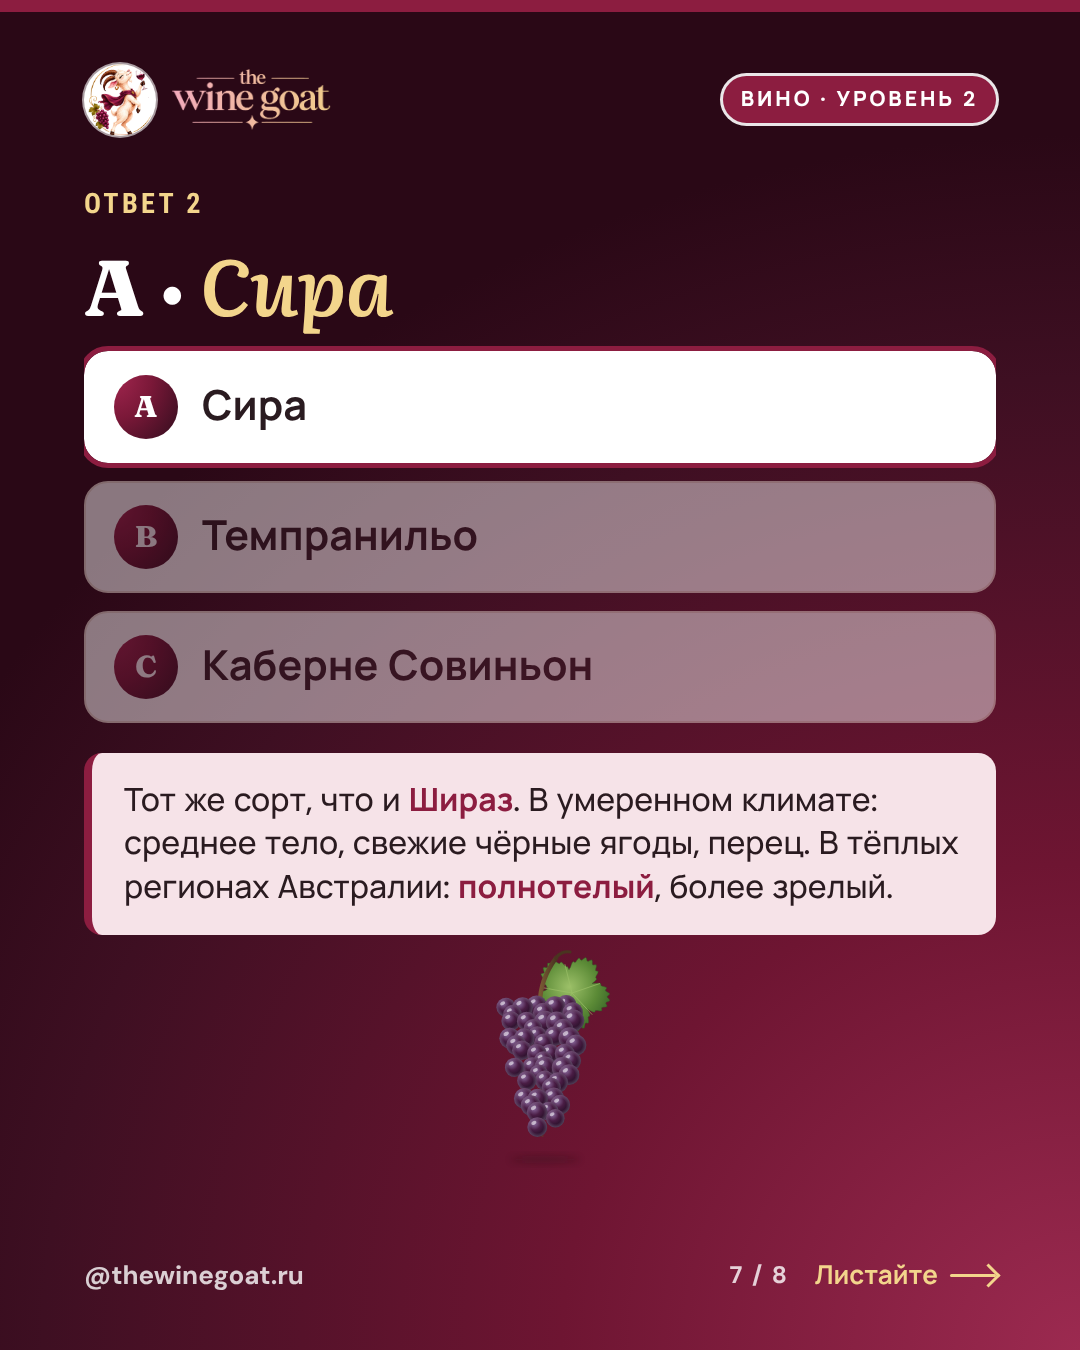 the
wine goat
ВИНО · УРОВЕНЬ 2
ОТВЕТ 2
A · Сира
A Сира
B Темпранильо
C Каберне Совиньон
Тот же сорт, что и Шираз. В умеренном климате:
среднее тело, свежие чёрные ягоды, перец. В тёплых
регионах Австралии: полнотелый, более зрелый.
@thewinegoat.ru
7 / 8 Листайте